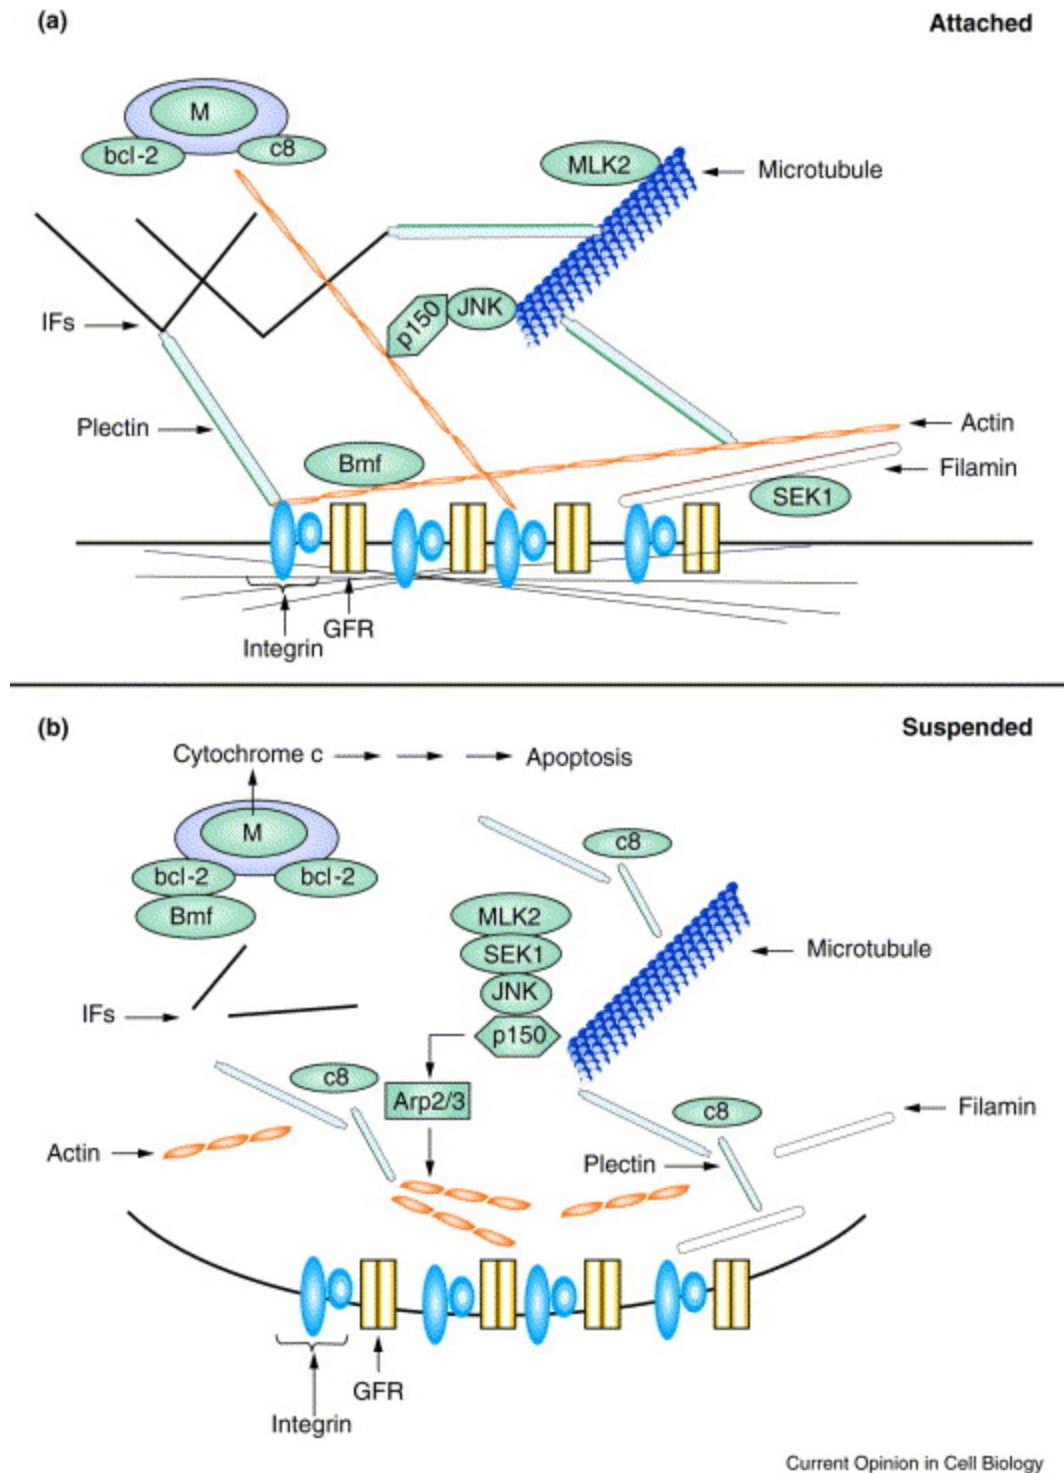 (a)
Attached
M
bcl-2
c8
MLK2
Microtubule
IFs
p150
JNK
Plectin
Actin
Bmf
Filamin
SEK1
GFR
Integrin
(b)
Suspended
Cytochrome c
Apoptosis
M
c8
bcl-2
bcl-2
Bmf
MLK2
SEK1
Microtubule
JNK
IFs
p150
c8
Arp2/3
c8
Filamin
Actin
Plectin
GFR
Integrin
Current Opinion in Cell Biology